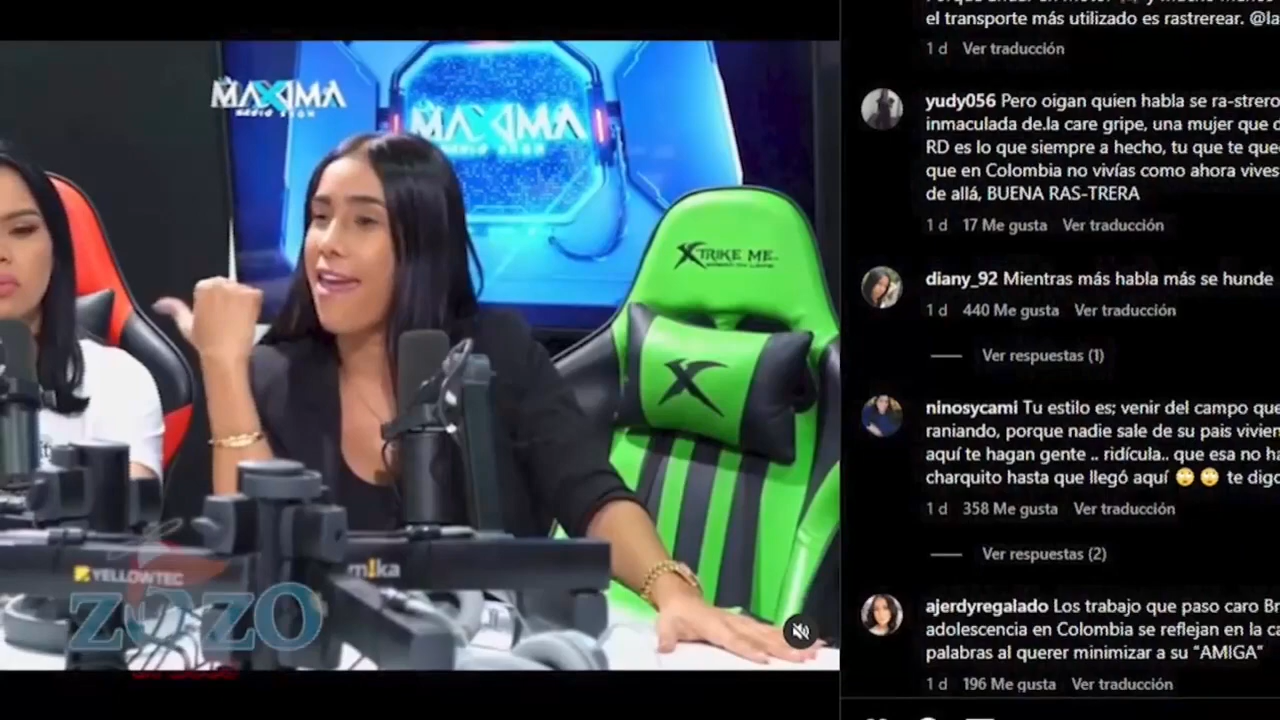 MAXIMA
RADIO SHOW
MAXIMA
RADIO SHOW
XTRIKE ME.
YELLOWTEC
m!ka
zozo
el transporte más utilizado es rastrerear. @la
1 d Ver traducción
yudy056 Pero oigan quien habla se ra-strero
inmaculada de.la care gripe, una mujer que
RD es lo que siempre a hecho, tu que te que
que en Colombia no vivías como ahora vives
de allá, BUENA RAS-TRERA
1 d 17 Me gusta Ver traducción
diany_92 Mientras más habla más se hunde
1 d 440 Me gusta Ver traducción
Ver respuestas (1)
ninosycami Tu estilo es; venir del campo que
raniando, porque nadie sale de su pais vivien
aquí te hagan gente .. ridícula.. que esa no ha
charquito hasta que llegó aquí 🙄 🙄 te digo
1 d 358 Me gusta Ver traducción
Ver respuestas (2)
ajerdyregalado Los trabajo que paso caro Br
adolescencia en Colombia se reflejan en la ca
palabras al querer minimizar a su "AMIGA"
1 d 196 Me gusta Ver traducción